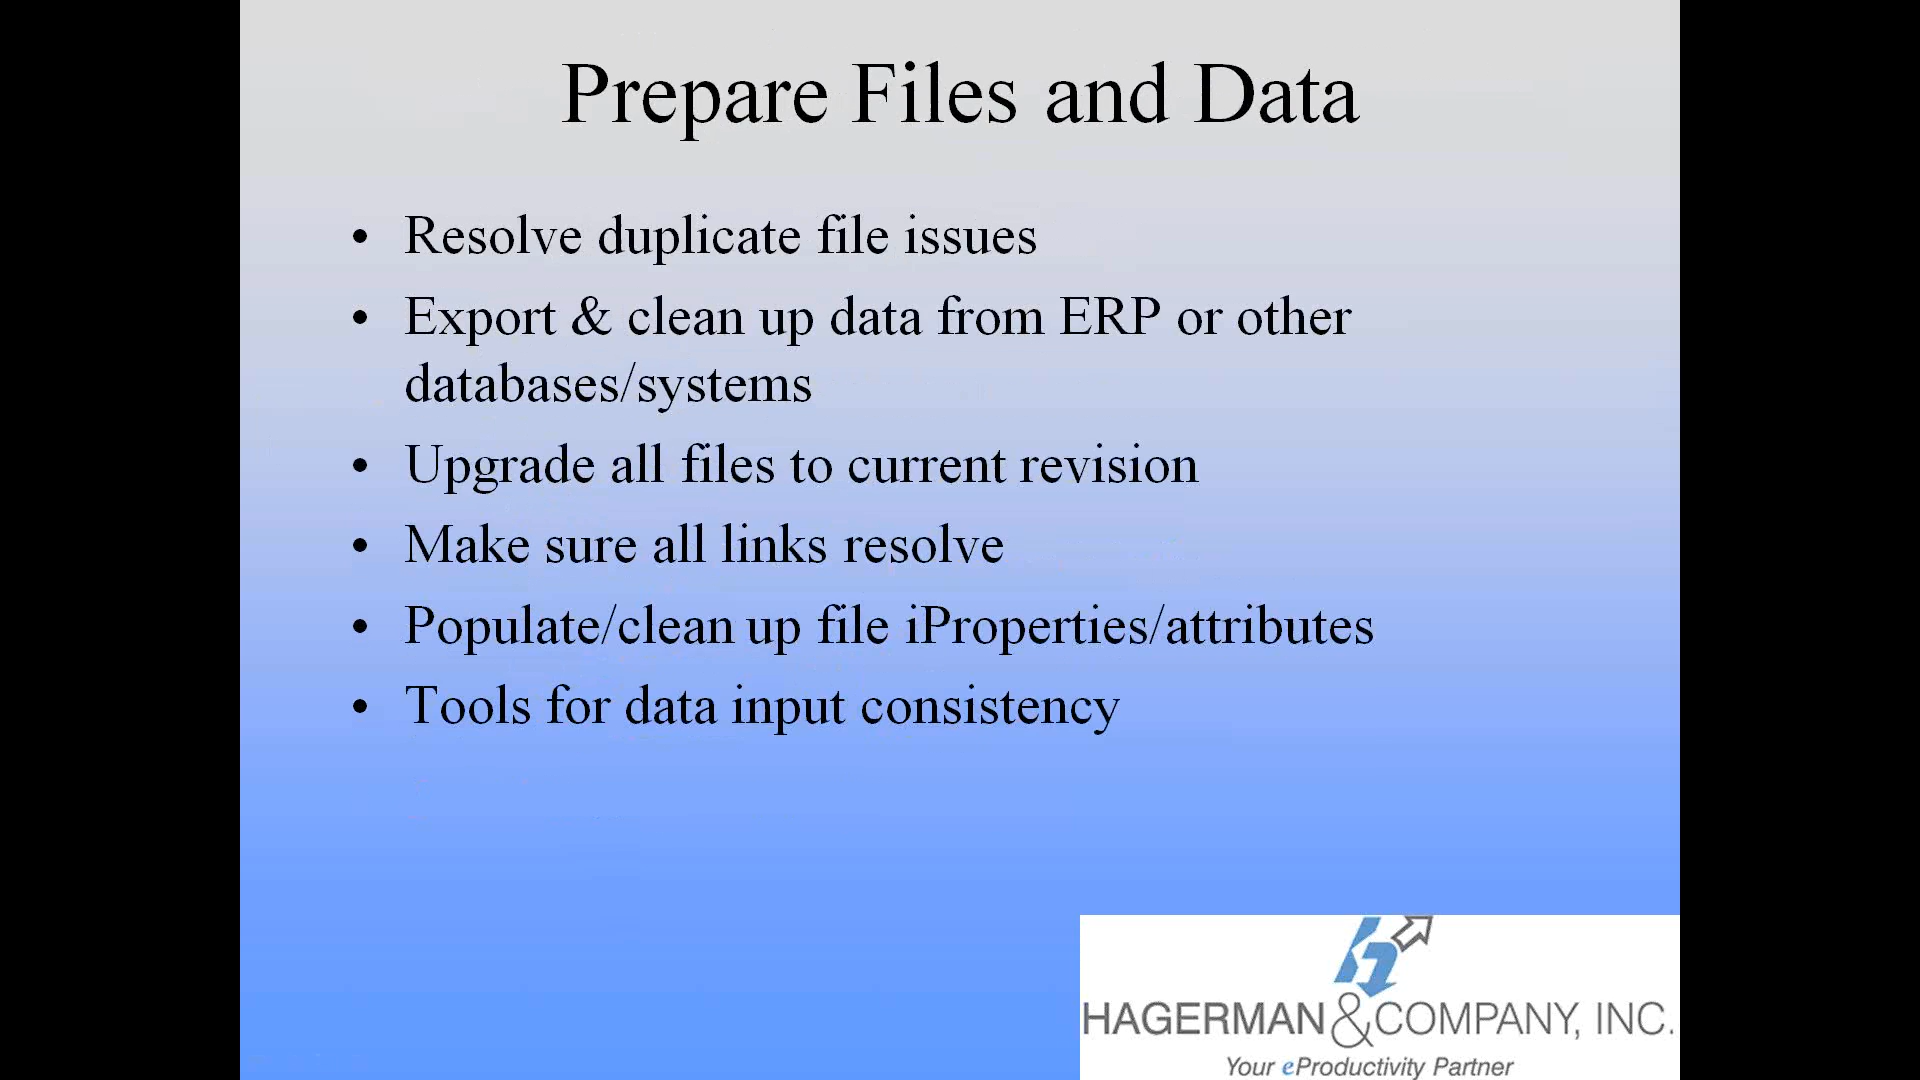 Prepare Files and Data
• Resolve duplicate file issues
• Export & clean up data from ERP or other
databases/systems
• Upgrade all files to current revision
• Make sure all links resolve
• Populate/clean up file iProperties/attributes
• Tools for data input consistency
HAGERMAN & COMPANY, INC.
Your eProductivity Partner